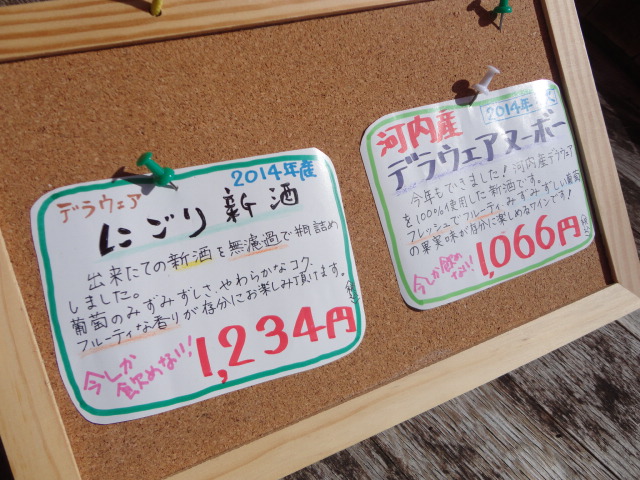 デラウェア 2014年産
にごり新酒
出来たての新酒を無濾過で瓶詰め
しました。
葡萄のみずみずしさ、やわらかなコク、
フルーティな香りが存分にお楽しみ頂けます。
今しか
飲めない!!
1,234円
河内産 2014年
デラウェアヌーボー
今年もできました!河内産デラウェア
を100%使用した新酒です。
フレッシュでフルーティみずみずしい葡萄
の果実味が存分に楽しめるワインです!
今しか飲め
ない!!
1,066円